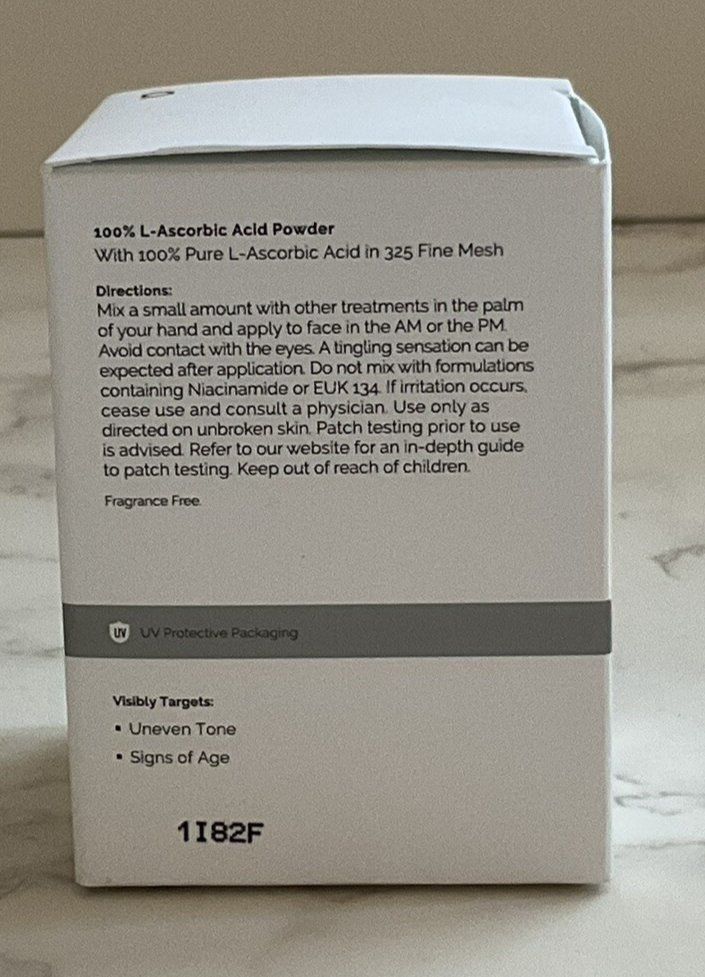 100% L-Ascorbic Acid Powder
With 100% Pure L-Ascorbic Acid in 325 Fine Mesh
Directions:
Mix a small amount with other treatments in the palm
of your hand and apply to face in the AM or the PM.
Avoid contact with the eyes. A tingling sensation can be
expected after application. Do not mix with formulations
containing Niacinamide or EUK 134. If irritation occurs,
cease use and consult a physician. Use only as
directed on unbroken skin. Patch testing prior to use
is advised. Refer to our website for an in-depth guide
to patch testing. Keep out of reach of children.
Fragrance Free.
UV UV Protective Packaging
Visibly Targets:
▪ Uneven Tone
▪ Signs of Age
1I82F